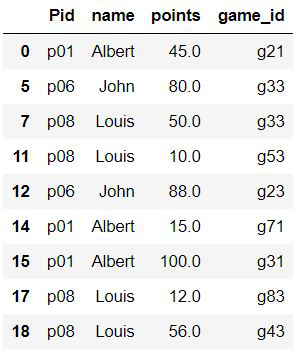 Pid name points game_id
0 p01 Albert 45.0 g21
5 p06 John 80.0 g33
7 p08 Louis 50.0 g33
11 p08 Louis 10.0 g53
12 p06 John 88.0 g23
14 p01 Albert 15.0 g71
15 p01 Albert 100.0 g31
17 p08 Louis 12.0 g83
18 p08 Louis 56.0 g43